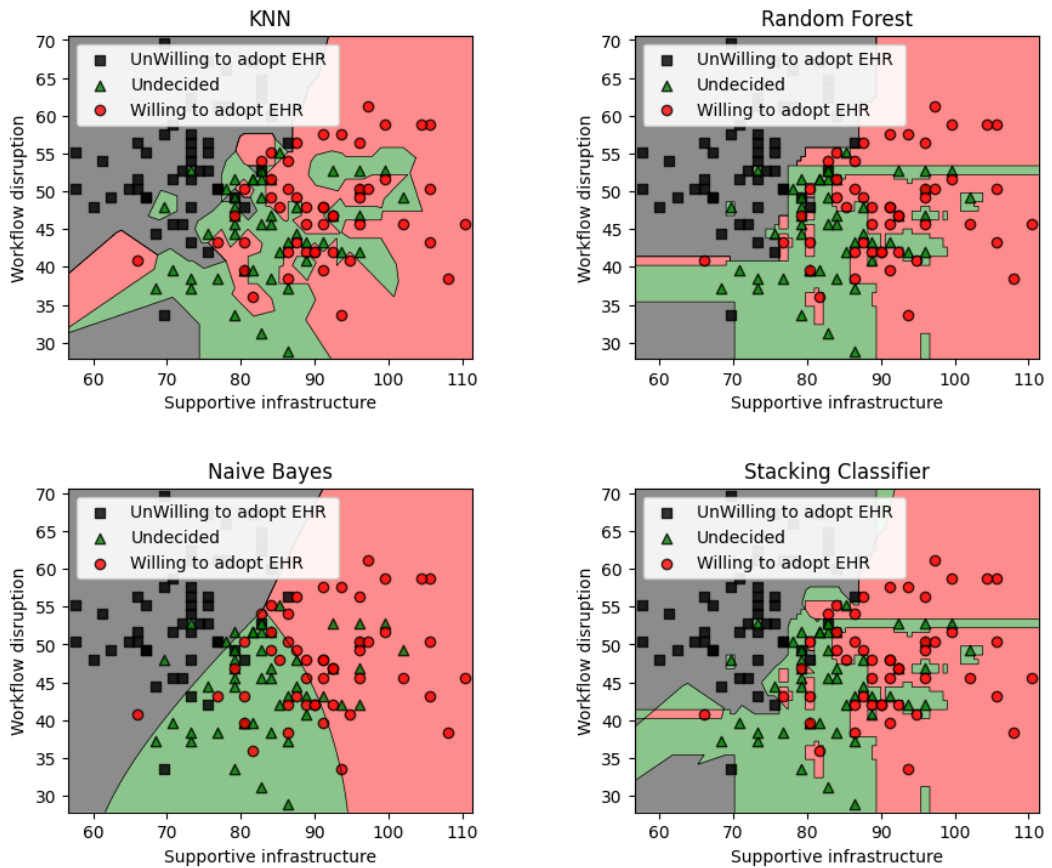 KNN
70
65
60
55
50
45
40
35
30
Workflow disruption
UnWilling to adopt EHR
Undecided
Willing to adopt EHR
60 70 80 90 100 110
Supportive infrastructure
Random Forest
70
65
60
55
50
45
40
35
30
Workflow disruption
UnWilling to adopt EHR
Undecided
Willing to adopt EHR
60 70 80 90 100 110
Supportive infrastructure
Naive Bayes
70
65
60
55
50
45
40
35
30
Workflow disruption
UnWilling to adopt EHR
Undecided
Willing to adopt EHR
60 70 80 90 100 110
Supportive infrastructure
Stacking Classifier
70
65
60
55
50
45
40
35
30
Workflow disruption
UnWilling to adopt EHR
Undecided
Willing to adopt EHR
60 70 80 90 100 110
Supportive infrastructure